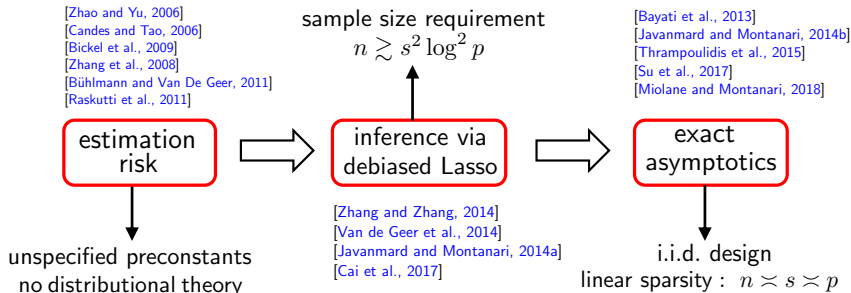 [Zhao and Yu, 2006]
[Candes and Tao, 2006]
[Bickel et al., 2009]
[Zhang et al., 2008]
[Bühlmann and Van De Geer, 2011]
[Raskutti et al., 2011]
estimation
risk
unspecified preconstants
no distributional theory
sample size requirement
n ≳ s² log² p
inference via
debiased Lasso
[Zhang and Zhang, 2014]
[Van de Geer et al., 2014]
[Javanmard and Montanari, 2014a]
[Cai et al., 2017]
[Bayati et al., 2013]
[Javanmard and Montanari, 2014b]
[Thrampoulidis et al., 2015]
[Su et al., 2017]
[Miolane and Montanari, 2018]
exact
asymptotics
i.i.d. design
linear sparsity : n ≍ s ≍ p